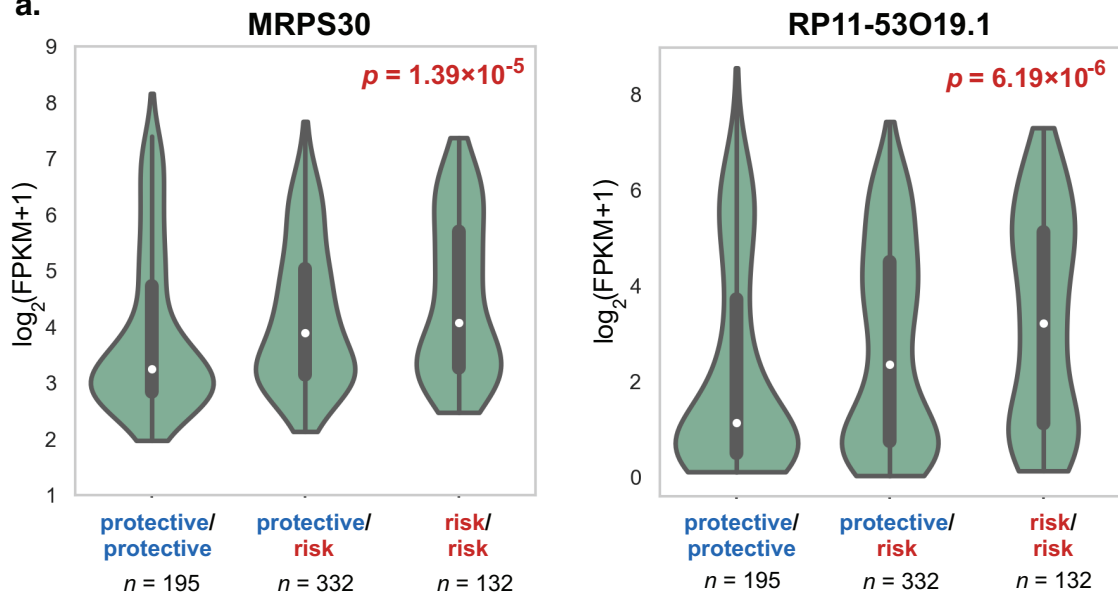 a.
MRPS30
p = 1.39×10-5
log2(FPKM+1)
9
8
7
6
5
4
3
2
1
protective/
protective
n = 195
protective/
risk
n = 332
risk/
risk
n = 132
RP11-53O19.1
p = 6.19×10-6
log2(FPKM+1)
8
6
4
2
0
protective/
protective
n = 195
protective/
risk
n = 332
risk/
risk
n = 132